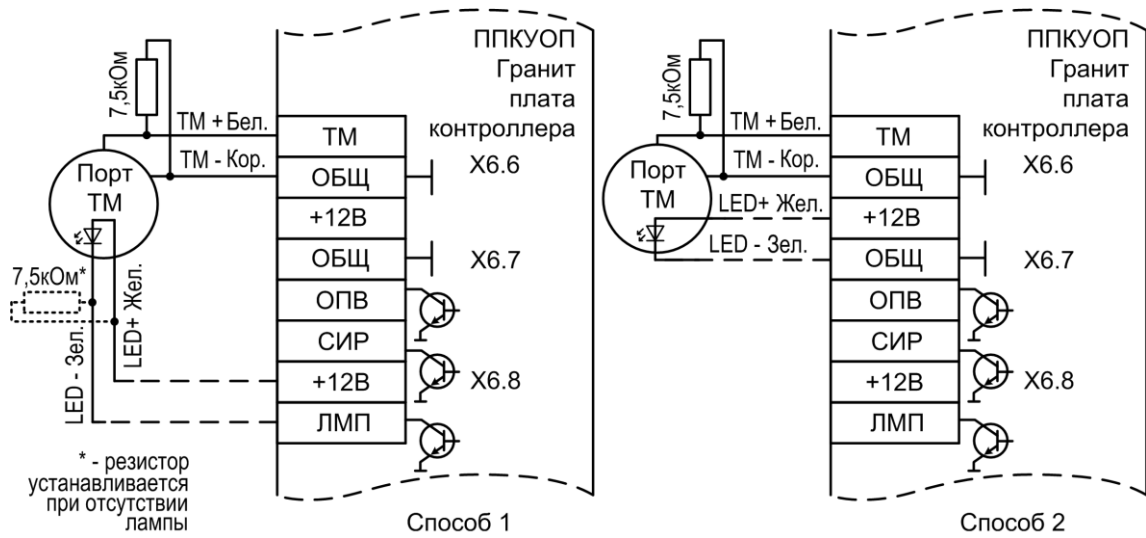 ППКУОП
Гранит
плата
контроллера
7,5кОм
ТМ + Бел.
ТМ - Кор.
Порт
ТМ
7,5кОм*
LED - Зел.
LED+ Жел.
ТМ
ОБЩ
+12В
ОБЩ
ОПВ
СИР
+12В
ЛМП
X6.6
X6.7
X6.8
* - резистор
устанавливается
при отсутствии
лампы
Способ 1
ППКУОП
Гранит
плата
контроллера
7,5кОм
ТМ + Бел.
ТМ - Кор.
Порт
ТМ
LED+ Жел.
LED - Зел.
ТМ
ОБЩ
+12В
ОБЩ
ОПВ
СИР
+12В
ЛМП
X6.6
X6.7
X6.8
Способ 2